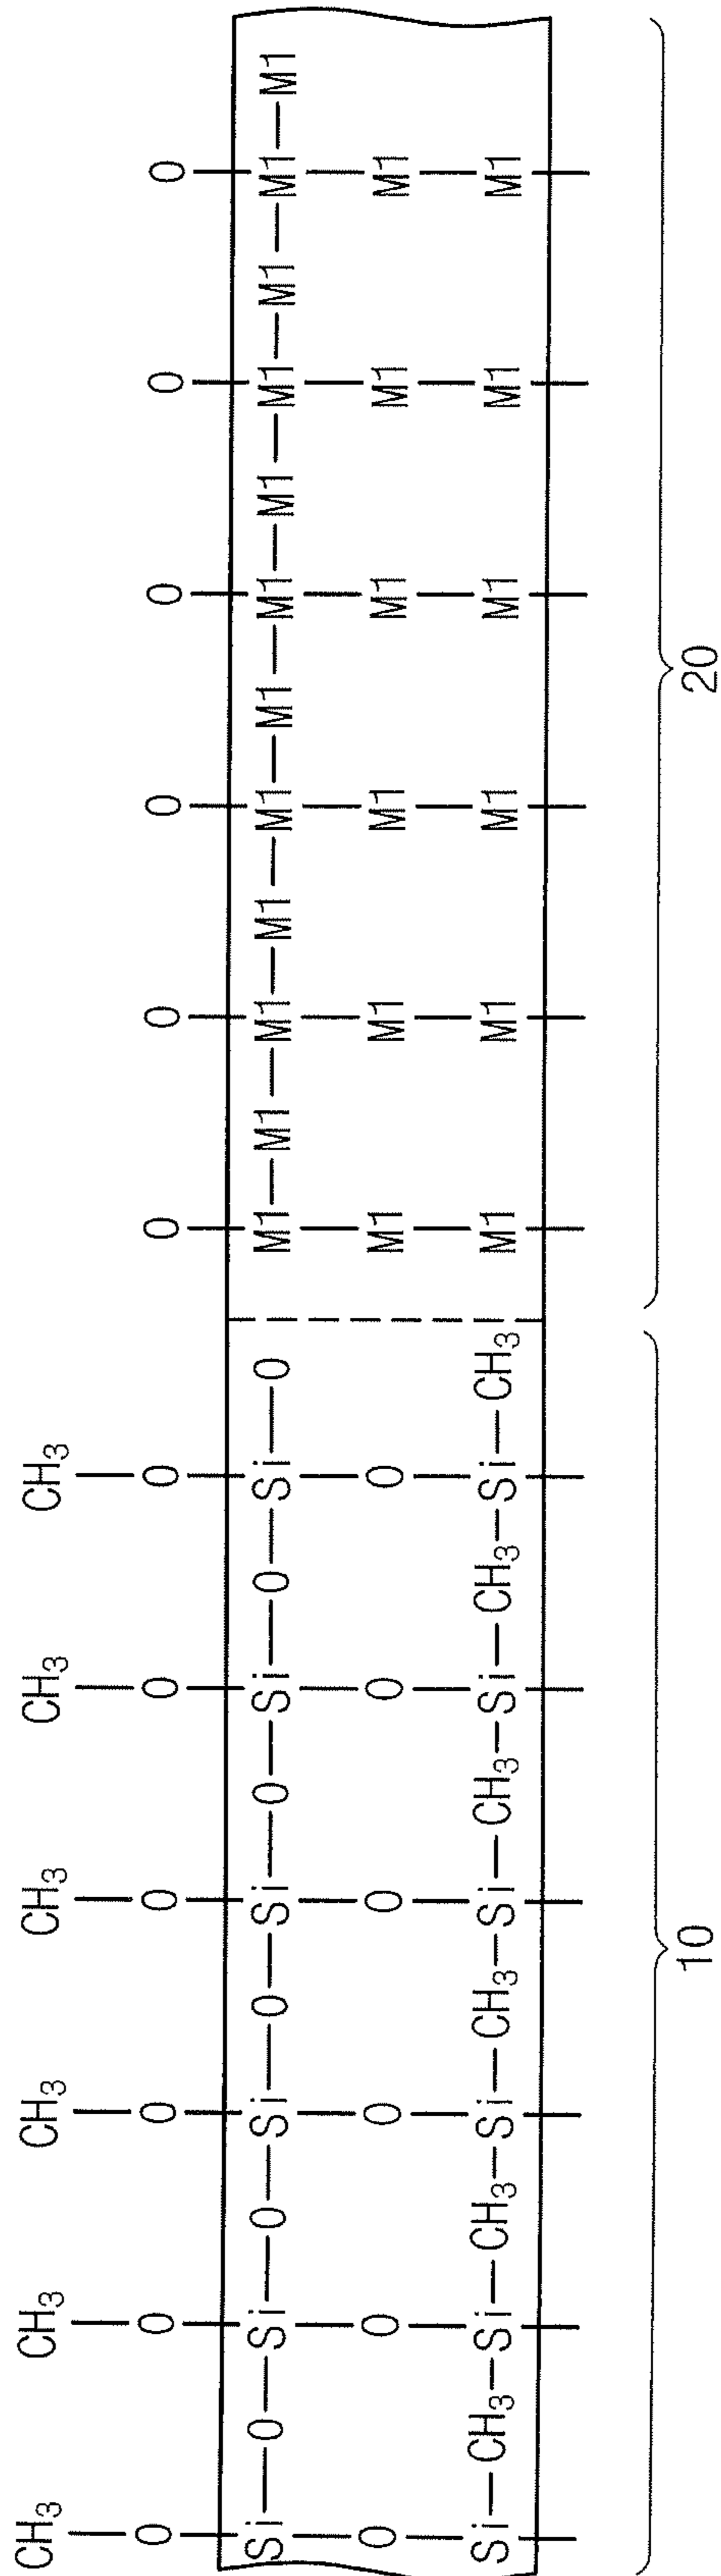 CH₃ CH₃ CH₃ CH₃ CH₃ CH₃
O O O O O O O O O O O O
Si—O—Si—O—Si—O—Si—O—Si—O—Si—O M1—M1—M1—M1—M1—M1—M1—M1—M1—M1—M1—M1
O O O O O O M1 M1 M1 M1 M1 M1
Si—CH₃—Si—CH₃—Si—CH₃—Si—CH₃—Si—CH₃—Si—CH₃ M1 M1 M1 M1 M1 M1
10 20